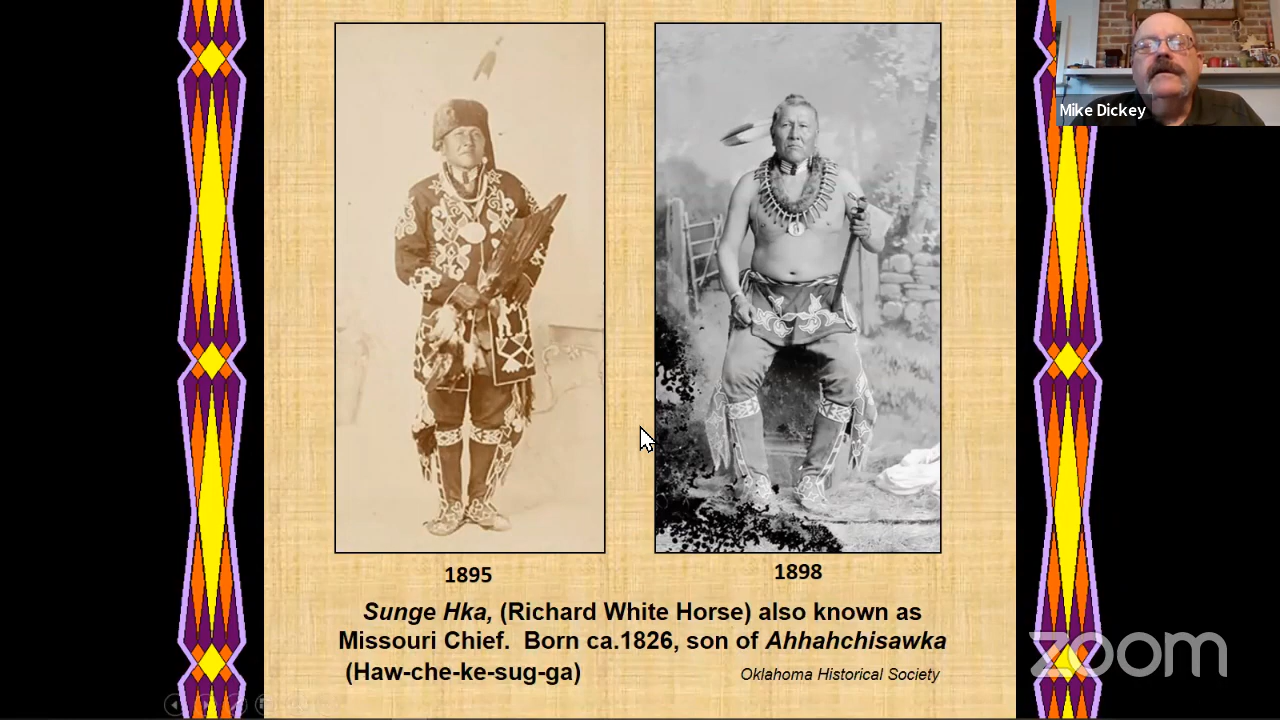 Mike Dickey
1895
1898
Sunge Hka, (Richard White Horse) also known as
Missouri Chief.  Born ca.1826, son of Ahhahchisawka
(Haw-che-ke-sug-ga)
Oklahoma Historical Society
zoom